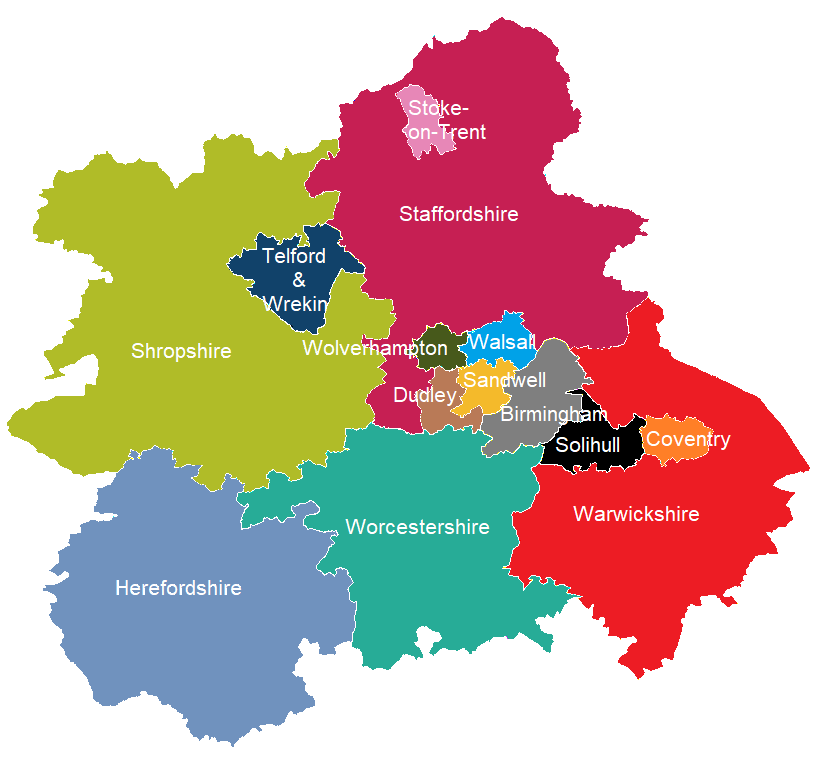 Stoke-
on-Trent
Staffordshire
Telford
&
Wrekin
Shropshire
Wolverhampton
Walsall
Sandwell
Dudley
Birmingham
Solihull
Coventry
Warwickshire
Worcestershire
Herefordshire